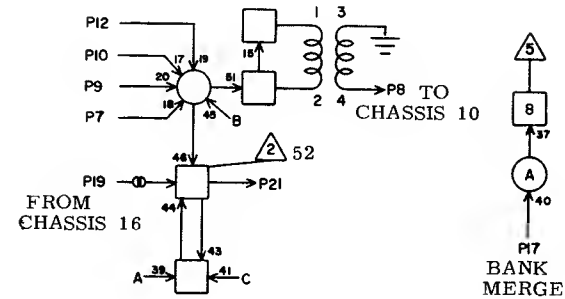 P12
1 3
P10 17 19 15
5
P9 20 51
2 4 P8 TO
CHASSIS 10
P7 18 45 B
8
37
2 52
46
A
P19 P21
40
FROM
CHASSIS 16
44 43
P17
A 39 41 C
BANK
MERGE